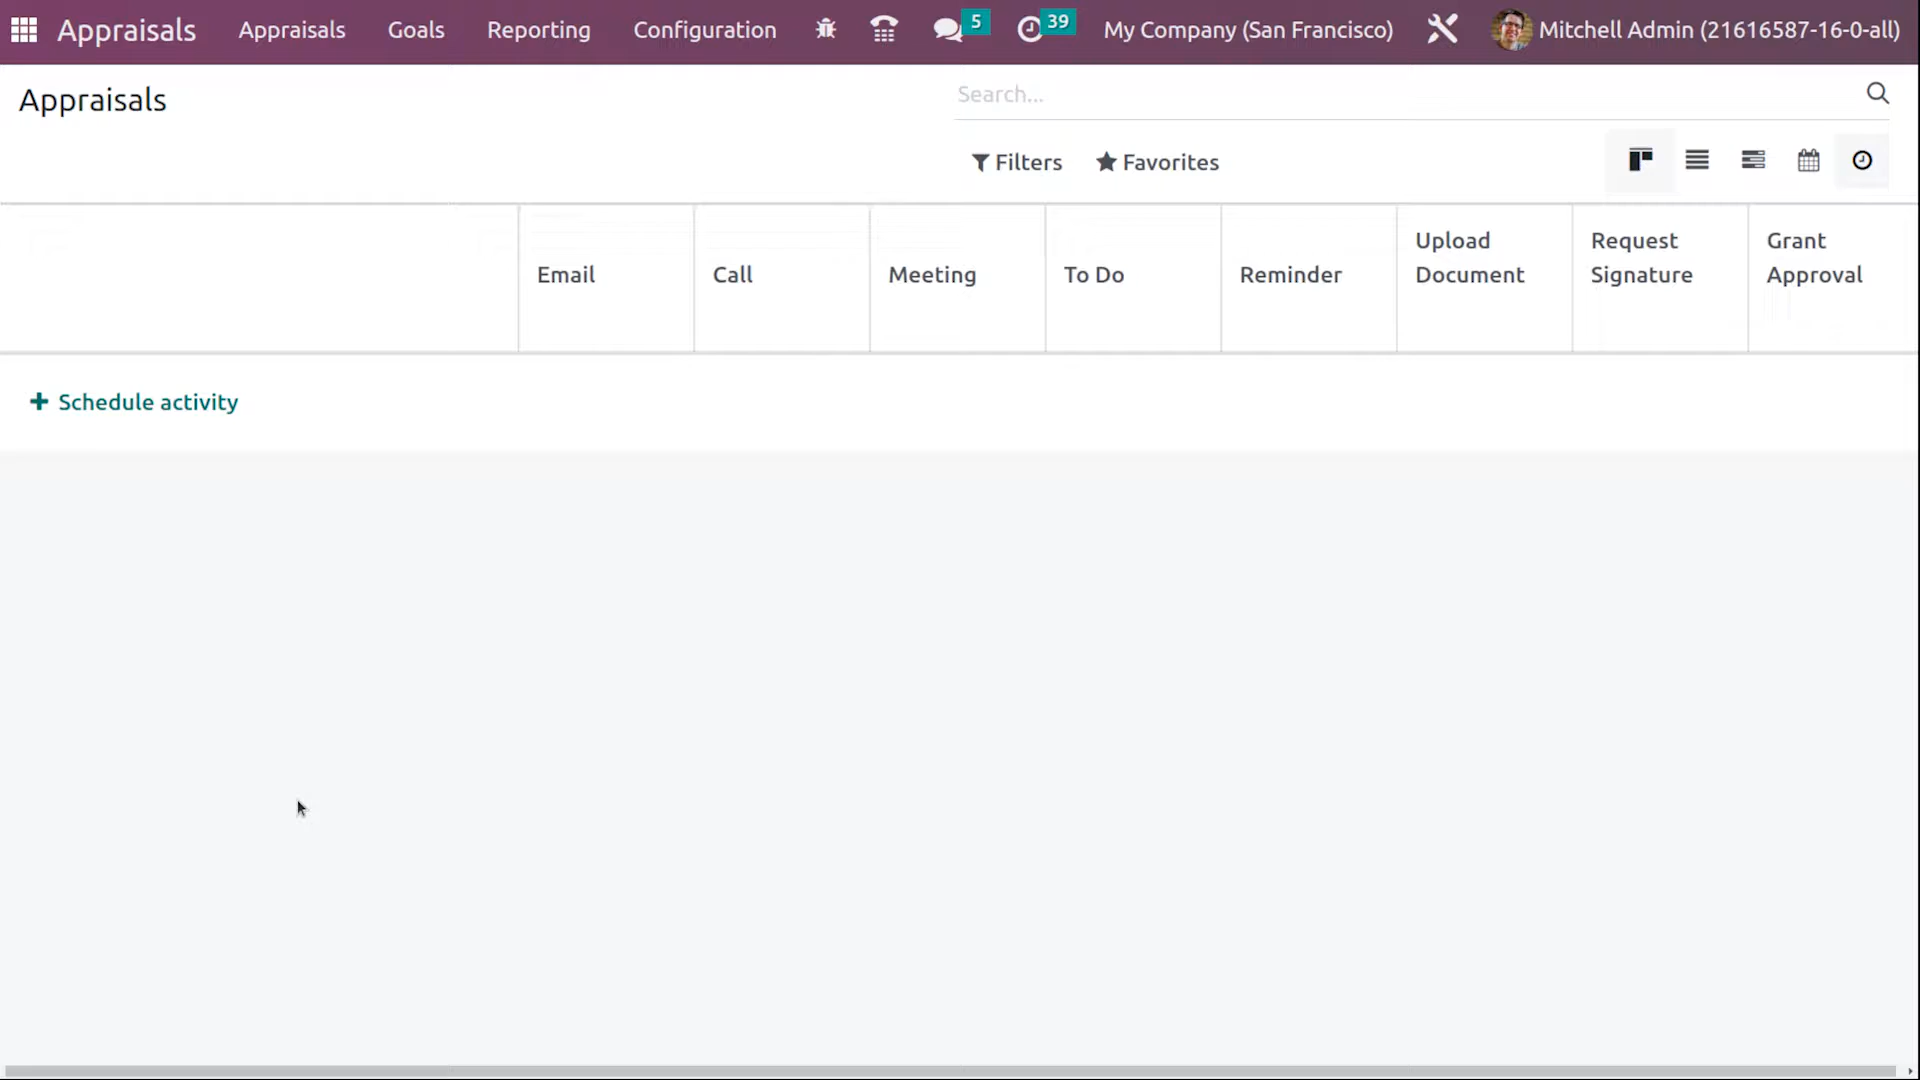 Appraisals Appraisals Goals Reporting Configuration 5 39 My Company (San Francisco) Mitchell Admin (21616587-16-0-all)
Appraisals
Search...
Filters Favorites
Email Call Meeting To Do Reminder Upload Document Request Signature Grant Approval
Schedule activity